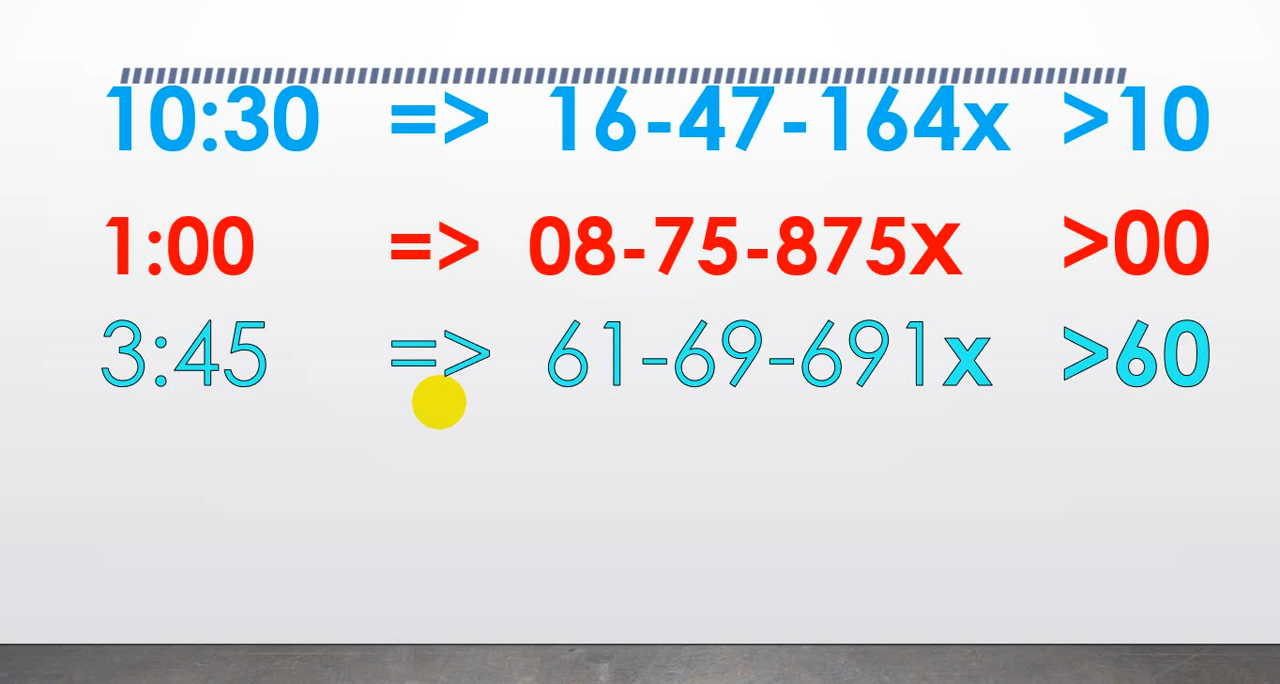 10:30 => 16-47-164x >10
1:00 => 08-75-875x >00
3:45 => 61-69-691x >60